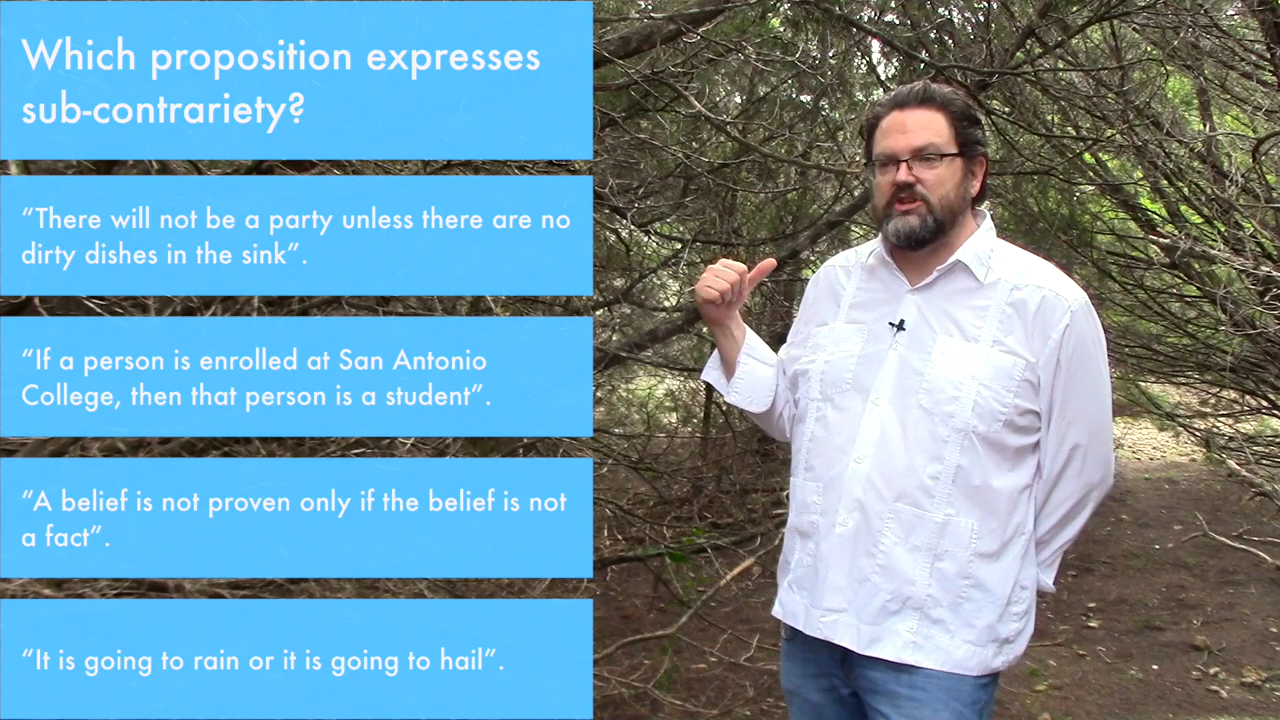 Which proposition expresses
sub-contrariety?
“There will not be a party unless there are no
dirty dishes in the sink”.
“If a person is enrolled at San Antonio
College, then that person is a student”.
“A belief is not proven only if the belief is not
a fact”.
“It is going to rain or it is going to hail”.